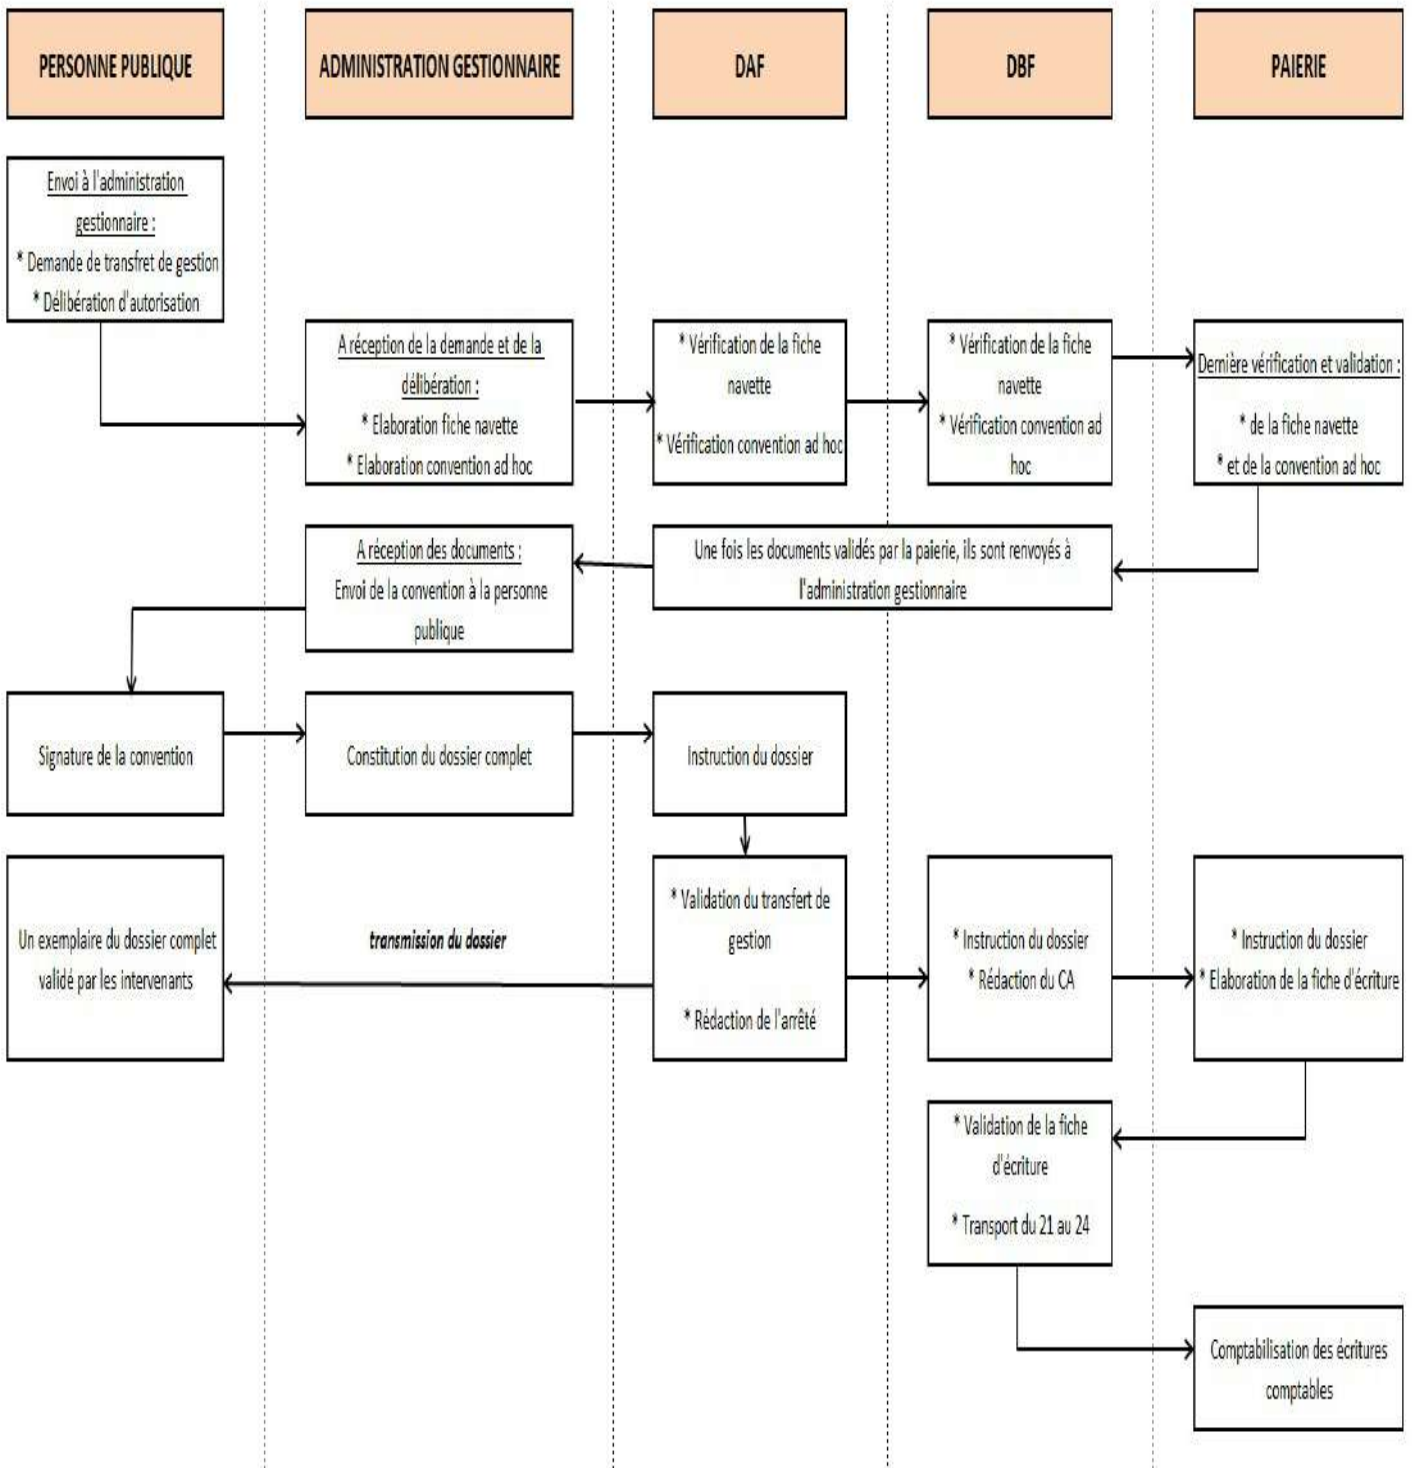 PERSONNE PUBLIQUE
ADMINISTRATION GESTIONNAIRE
DAF
DBF
PAIERIE
Envoi à l'administration
gestionnaire :
* Demande de transfret de gestion
* Délibération d'autorisation
A réception de la demande et de la
délibération :
* Elaboration fiche navette
* Elaboration convention ad hoc
* Vérification de la fiche
navette
* Vérification convention ad hoc
* Vérification de la fiche
navette
* Vérification convention ad
hoc
Dernière vérification et validation :
* de la fiche navette
* et de la convention ad hoc
Une fois les documents validés par la paierie, ils sont renvoyés à
l'administration gestionnaire
A réception des documents :
Envoi de la convention à la personne
publique
Signature de la convention
Constitution du dossier complet
Instruction du dossier
* Validation du transfert de
gestion
* Rédaction de l'arrêté
transmission du dossier
Un exemplaire du dossier complet
validé par les intervenants
* Instruction du dossier
* Rédaction du CA
* Instruction du dossier
* Elaboration de la fiche d'écriture
* Validation de la fiche
d'écriture
* Transport du 21 au 24
Comptabilisation des écritures
comptables